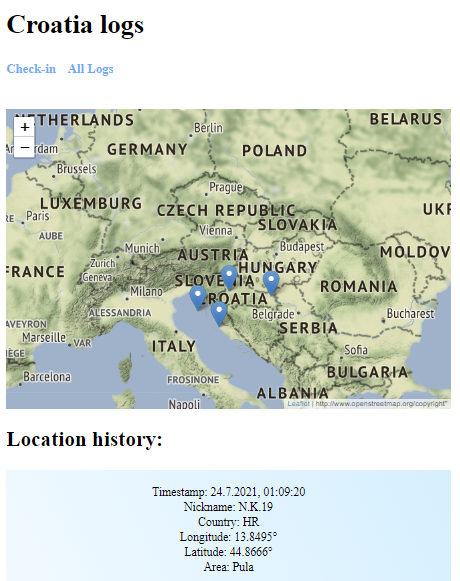 Croatia logs
Check-in All Logs
+
−
NETHERLANDS
BELARUS
Berlin
GERMANY
POLAND
Brussels
LUXEMBURG
Prague
CZECH REPUBLIC
Paris
AUBE
SLOVAKIA
UKR
Vienna
Munich
Budapest
AUSTRIA
MOLDOV
Zurich
HUNGARY
FRANCE
Geneva
SLOVENIA
Milano
ROATIA
ROMANIA
ALESSANDRIA
Belgrade
Bucharest
AVEYRON
SERBIA
Marseille
VAR
ITALY
Sofia
BULGARIA
Barcelona
FROSINONE
ALBANIA
Napoli
Leaflet | http://www.openstreetmap.org/copyright"
Location history:
Timestamp: 24.7.2021, 01:09:20
Nickname: N.K.19
Country: HR
Longitude: 13.8495°
Latitude: 44.8666°
Area: Pula